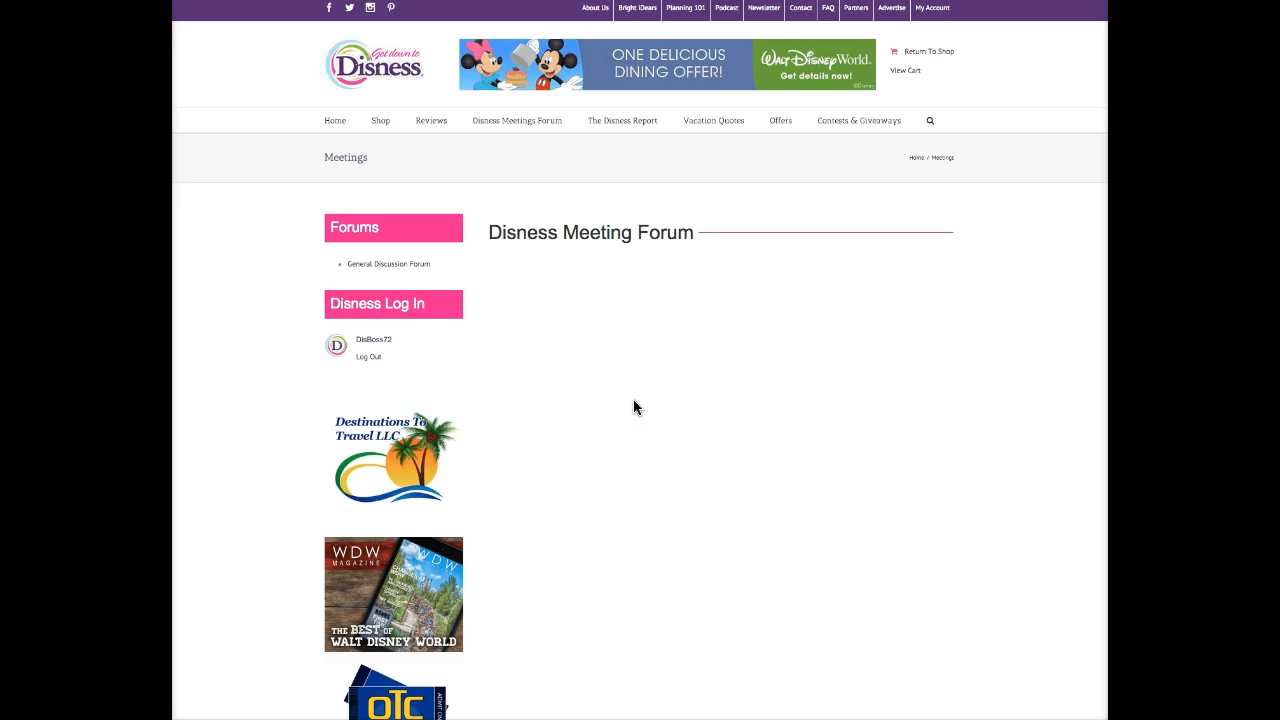 About Us
Bright IDears
Planning 101
Podcast
Newsletter
Contact
FAQ
Partners
Advertise
My Account
Get down to
Disness.
ONE DELICIOUS
DINING OFFER!
WALT DISNEY World.
Get details now!
Return To Shop
View Cart
Home
Shop
Reviews
Disness Meetings Forum
The Disness Report
Vacation Quotes
Offers
Contests & Giveaways
Meetings
Home / Meetings
Forums
Disness Meeting Forum
General Discussion Forum
Disness Log In
D
DisBoss72
Log Out
Destinations To
Travel LLC
WDW
MAGAZINE
WDW
THE BEST OF
WALT DISNEY WORLD
OTC